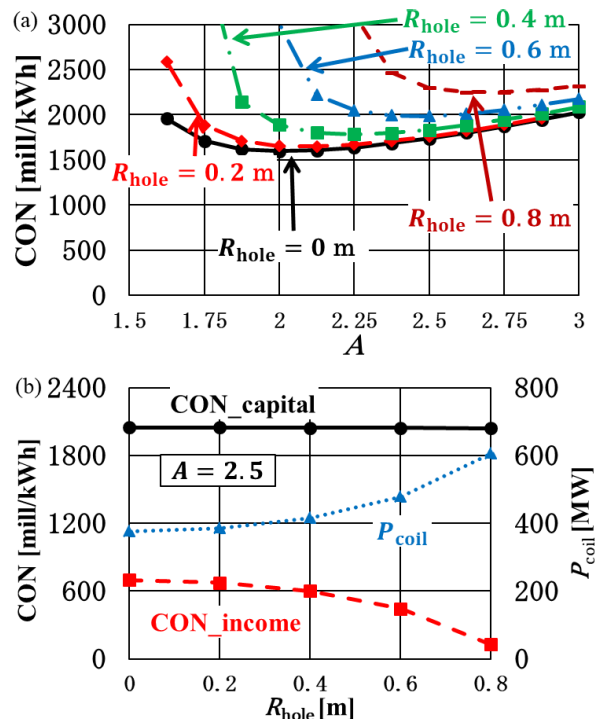 (a)
3000
2500
2000
1500
1000
500
0
CON [mill/kWh]
R_hole = 0.4 m
R_hole = 0.6 m
R_hole = 0.2 m
R_hole = 0.8 m
R_hole = 0 m
1.5 1.75 2 2.25 2.5 2.75 3
A
(b)
2400
1800
1200
600
0
CON [mill/kWh]
CON_capital
A = 2.5
P_coil
CON_income
800
600
400
200
0
P_coil [MW]
0 0.2 0.4 0.6 0.8
R_hole [m]